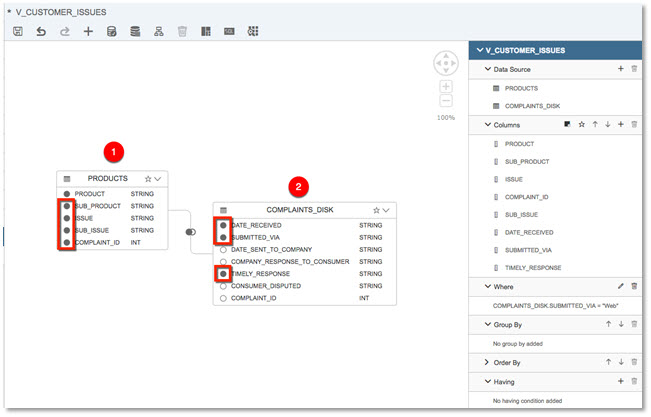 V_CUSTOMER_ISSUES
SQL
100%
1
PRODUCTS
PRODUCT STRING
SUB_PRODUCT STRING
ISSUE STRING
SUB_ISSUE STRING
COMPLAINT_ID INT
2
COMPLAINTS_DISK
DATE_RECEIVED STRING
SUBMITTED_VIA STRING
DATE_SENT_TO_COMPANY STRING
COMPANY_RESPONSE_TO_CONSUMER STRING
TIMELY_RESPONSE STRING
CONSUMER_DISPUTED STRING
COMPLAINT_ID INT
V_CUSTOMER_ISSUES
Data Source
PRODUCTS
COMPLAINTS_DISK
Columns
PRODUCT
SUB_PRODUCT
ISSUE
COMPLAINT_ID
SUB_ISSUE
DATE_RECEIVED
SUBMITTED_VIA
TIMELY_RESPONSE
Where
COMPLAINTS_DISK.SUBMITTED_VIA = "Web"
Group By
No group by added
Order By
Having
No having condition added